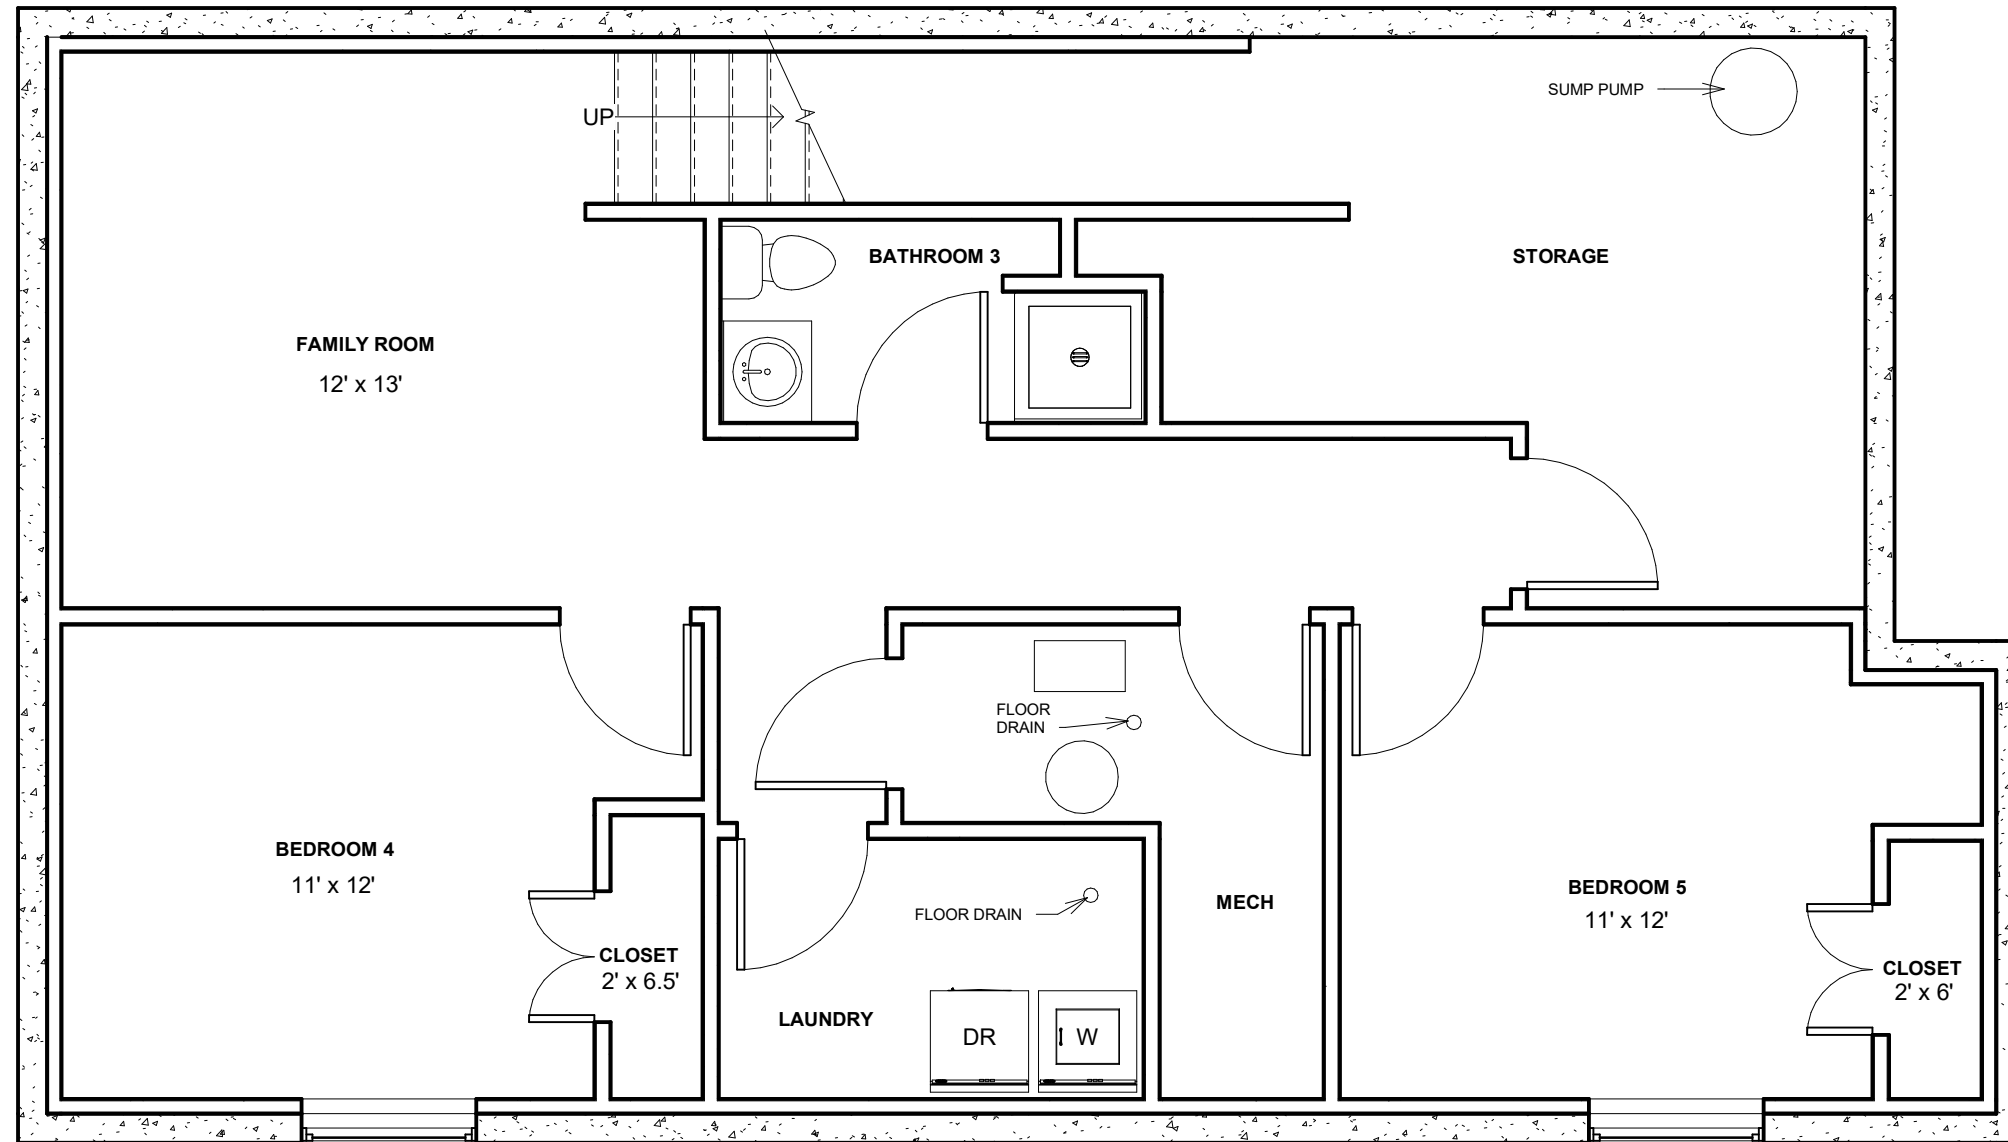 SUMP PUMP
UP
BATHROOM 3
STORAGE
FAMILY ROOM
12' x 13'
FLOOR
DRAIN
BEDROOM 4
11' x 12'
BEDROOM 5
11' x 12'
MECH
FLOOR DRAIN
CLOSET
2' x 6.5'
CLOSET
2' x 6'
LAUNDRY
DR
W